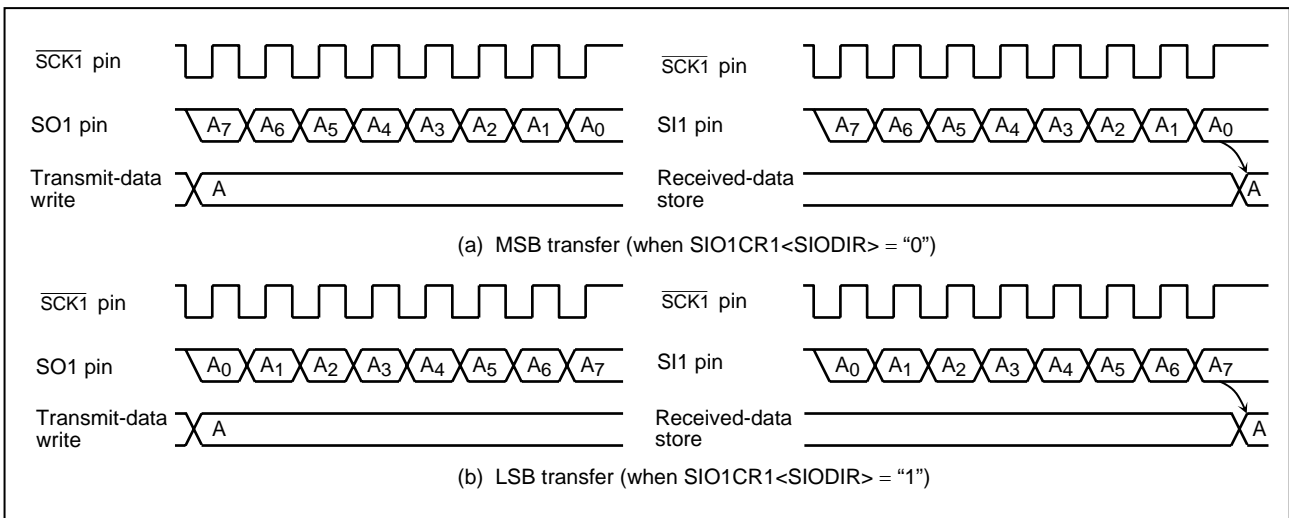 SCK1 pin
SO1 pin
A7 A6 A5 A4 A3 A2 A1 A0
Transmit-data
write
A
SCK1 pin
SI1 pin
A7 A6 A5 A4 A3 A2 A1 A0
Received-data
store
A
(a) MSB transfer (when SIO1CR1<SIODIR> = “0”)
SCK1 pin
SO1 pin
A0 A1 A2 A3 A4 A5 A6 A7
Transmit-data
write
A
SCK1 pin
SI1 pin
A0 A1 A2 A3 A4 A5 A6 A7
Received-data
store
A
(b) LSB transfer (when SIO1CR1<SIODIR> = “1”)